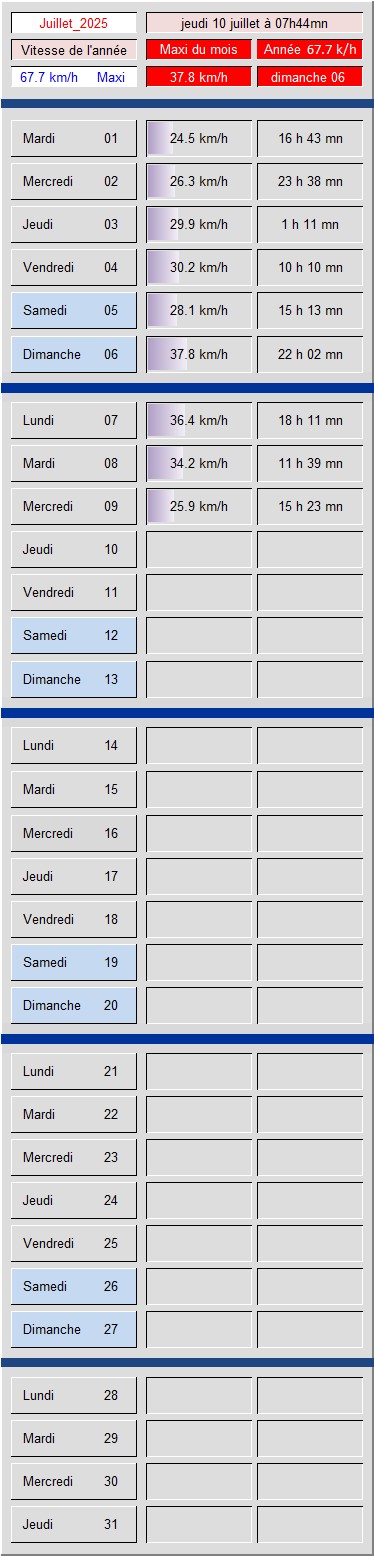 Juillet_2025 jeudi 10 juillet à 07h44mn
Vitesse de l'année Maxi du mois Année 67.7 k/h
67.7 km/h Maxi 37.8 km/h dimanche 06
Mardi 01 24.5 km/h 16 h 43 mn
Mercredi 02 26.3 km/h 23 h 38 mn
Jeudi 03 29.9 km/h 1 h 11 mn
Vendredi 04 30.2 km/h 10 h 10 mn
Samedi 05 28.1 km/h 15 h 13 mn
Dimanche 06 37.8 km/h 22 h 02 mn
Lundi 07 36.4 km/h 18 h 11 mn
Mardi 08 34.2 km/h 11 h 39 mn
Mercredi 09 25.9 km/h 15 h 23 mn
Jeudi 10
Vendredi 11
Samedi 12
Dimanche 13
Lundi 14
Mardi 15
Mercredi 16
Jeudi 17
Vendredi 18
Samedi 19
Dimanche 20
Lundi 21
Mardi 22
Mercredi 23
Jeudi 24
Vendredi 25
Samedi 26
Dimanche 27
Lundi 28
Mardi 29
Mercredi 30
Jeudi 31